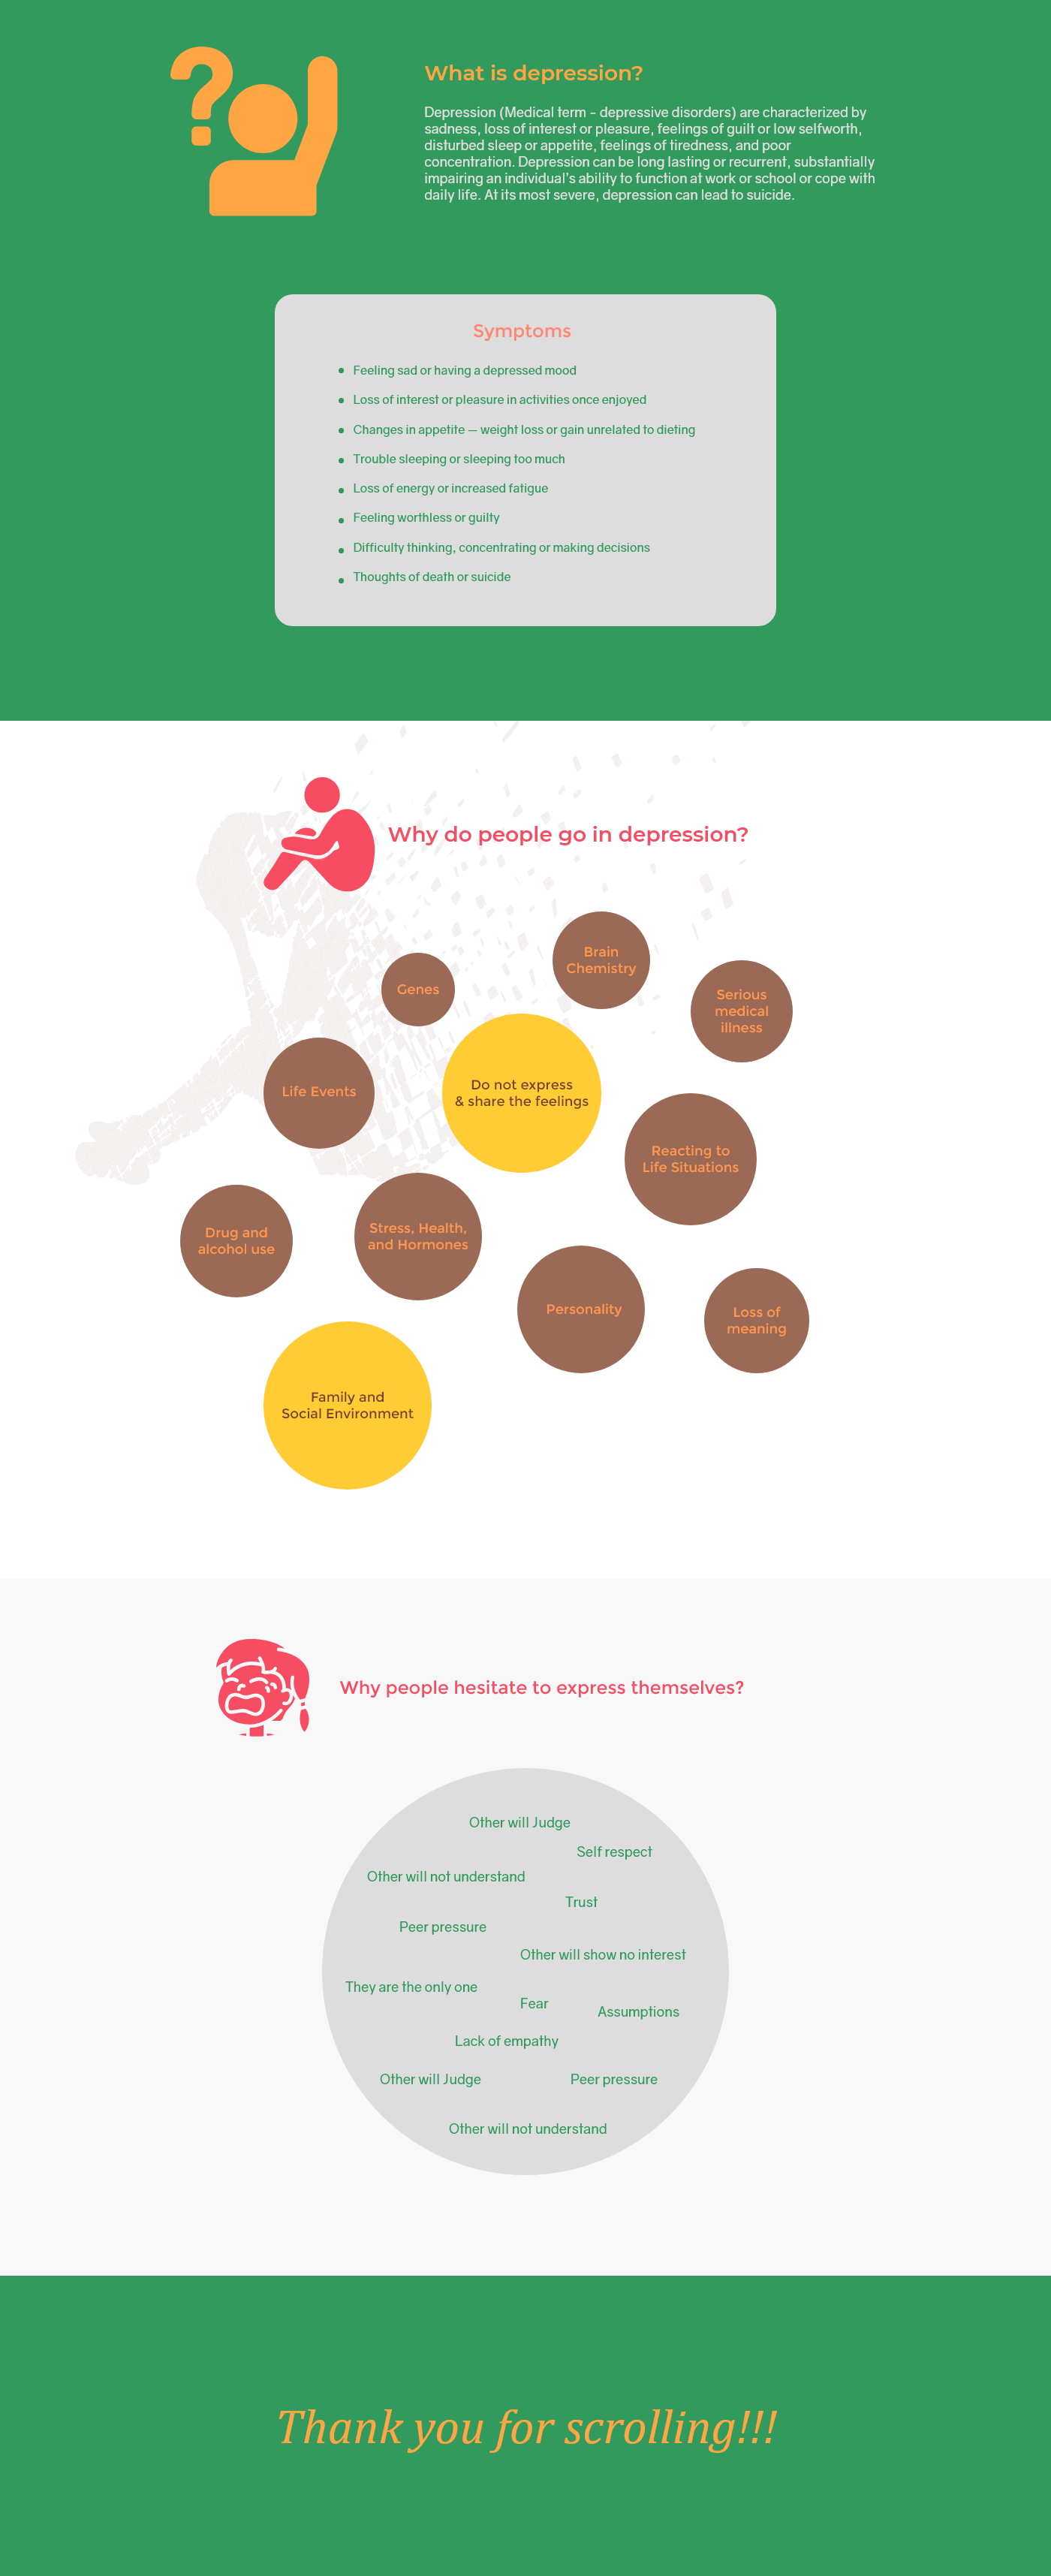 What is depression?
Depression (Medical term - depressive disorders) are characterized by
sadness, loss of interest or pleasure, feelings of guilt or low selfworth,
disturbed sleep or appetite, feelings of tiredness, and poor
concentration. Depression can be long lasting or recurrent, substantially
impairing an individual's ability to function at work or school or cope with
daily life. At its most severe, depression can lead to suicide.
Symptoms
• Feeling sad or having a depressed mood
• Loss of interest or pleasure in activities once enjoyed
• Changes in appetite — weight loss or gain unrelated to dieting
• Trouble sleeping or sleeping too much
• Loss of energy or increased fatigue
• Feeling worthless or guilty
• Difficulty thinking, concentrating or making decisions
• Thoughts of death or suicide
Why do people go in depression?
Brain
Chemistry
Genes
Serious
medical
illness
Life Events
Do not express
& share the feelings
Reacting to
Life Situations
Drug and
alcohol use
Stress, Health,
and Hormones
Personality
Loss of
meaning
Family and
Social Environment
Why people hesitate to express themselves?
Other will Judge
Self respect
Other will not understand
Trust
Peer pressure
Other will show no interest
They are the only one
Fear
Assumptions
Lack of empathy
Other will Judge
Peer pressure
Other will not understand
Thank you for scrolling!!!